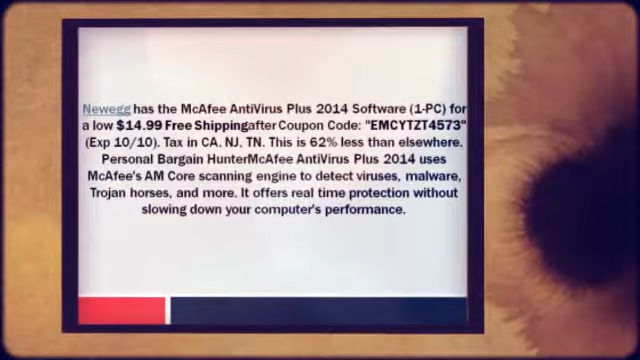 Newegg has the McAfee AntiVirus Plus 2014 Software (1-PC) for
a low $14.99 Free Shippingafter Coupon Code: "EMCYTZT4573"
(Exp 10/10). Tax in CA, NJ, TN. This is 62% less than elsewhere.
Personal Bargain HunterMcAfee AntiVirus Plus 2014 uses
McAfee's AM Core scanning engine to detect viruses, malware,
Trojan horses, and more. It offers real time protection without
slowing down your computer's performance.